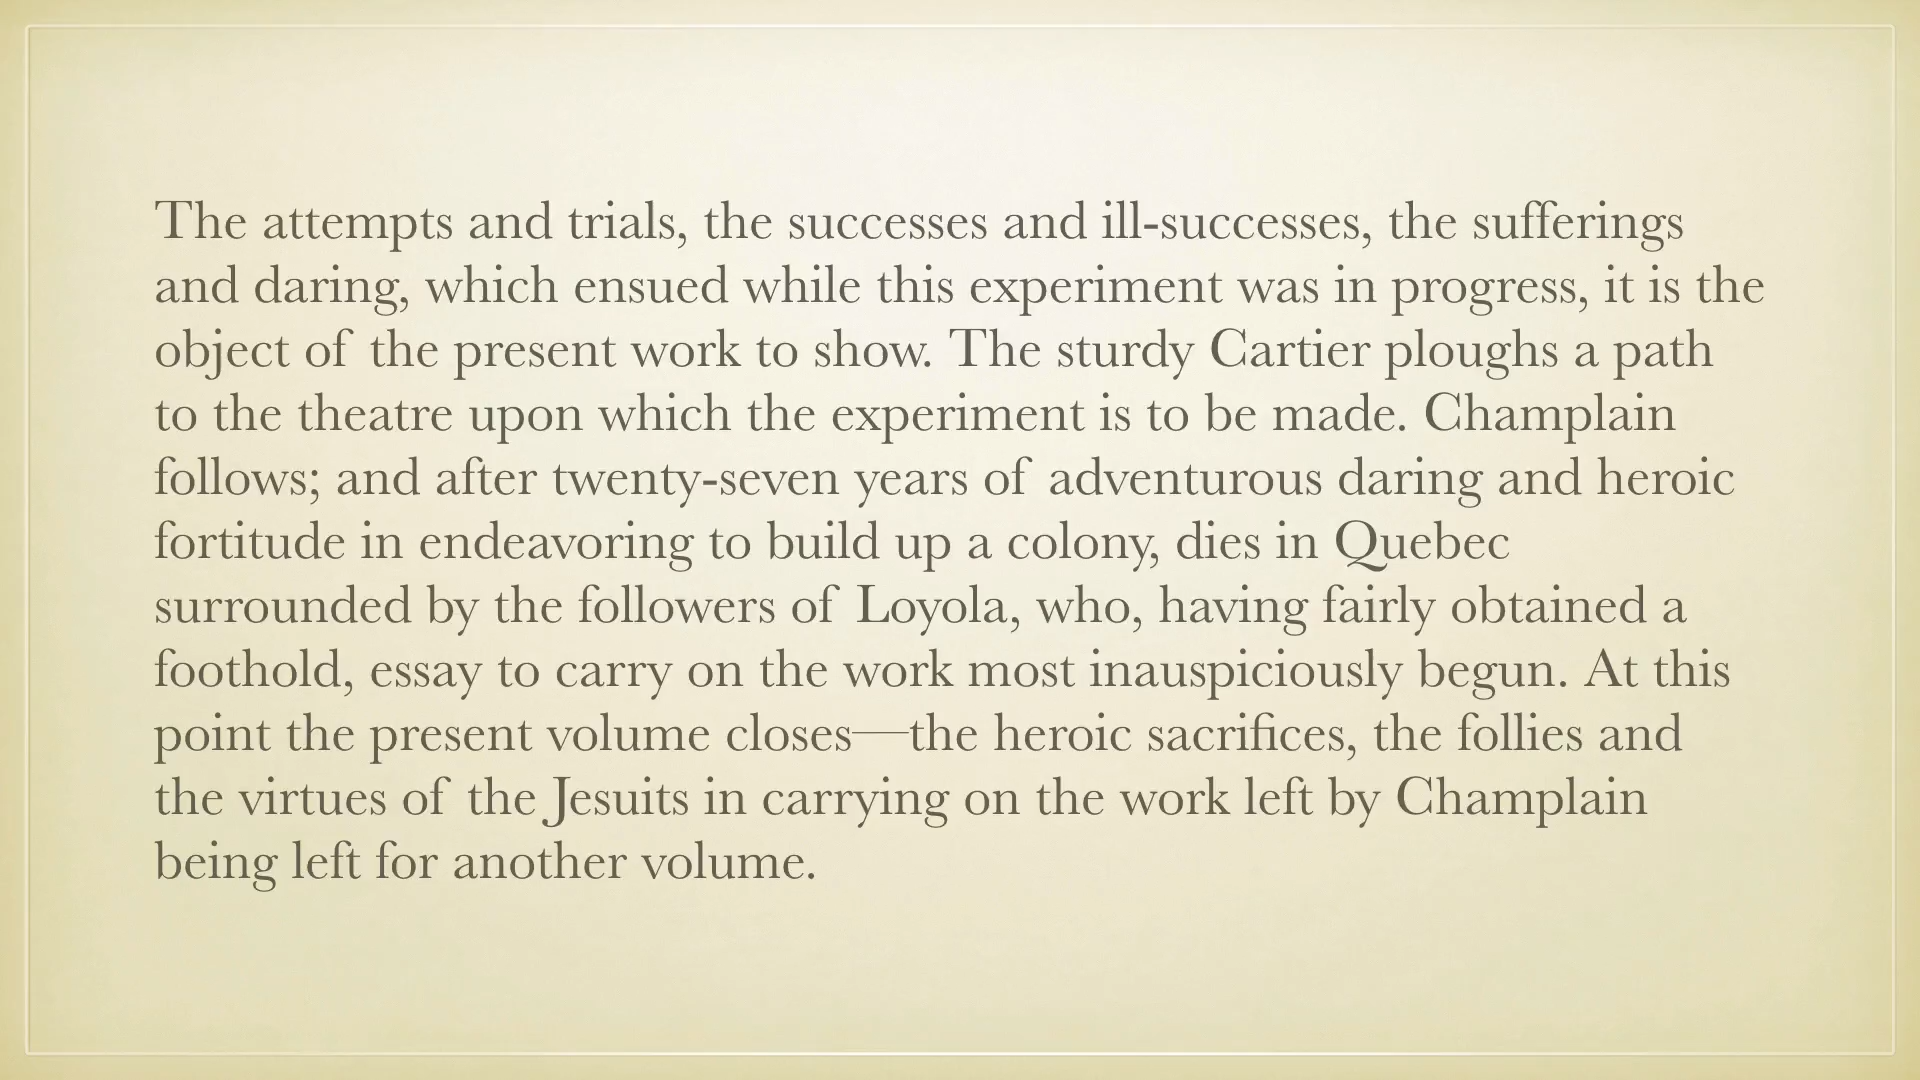 The attempts and trials, the successes and ill-successes, the sufferings
and daring, which ensued while this experiment was in progress, it is the
object of the present work to show. The sturdy Cartier ploughs a path
to the theatre upon which the experiment is to be made. Champlain
follows; and after twenty-seven years of adventurous daring and heroic
fortitude in endeavoring to build up a colony, dies in Quebec
surrounded by the followers of Loyola, who, having fairly obtained a
foothold, essay to carry on the work most inauspiciously begun. At this
point the present volume closes—the heroic sacrifices, the follies and
the virtues of the Jesuits in carrying on the work left by Champlain
being left for another volume.